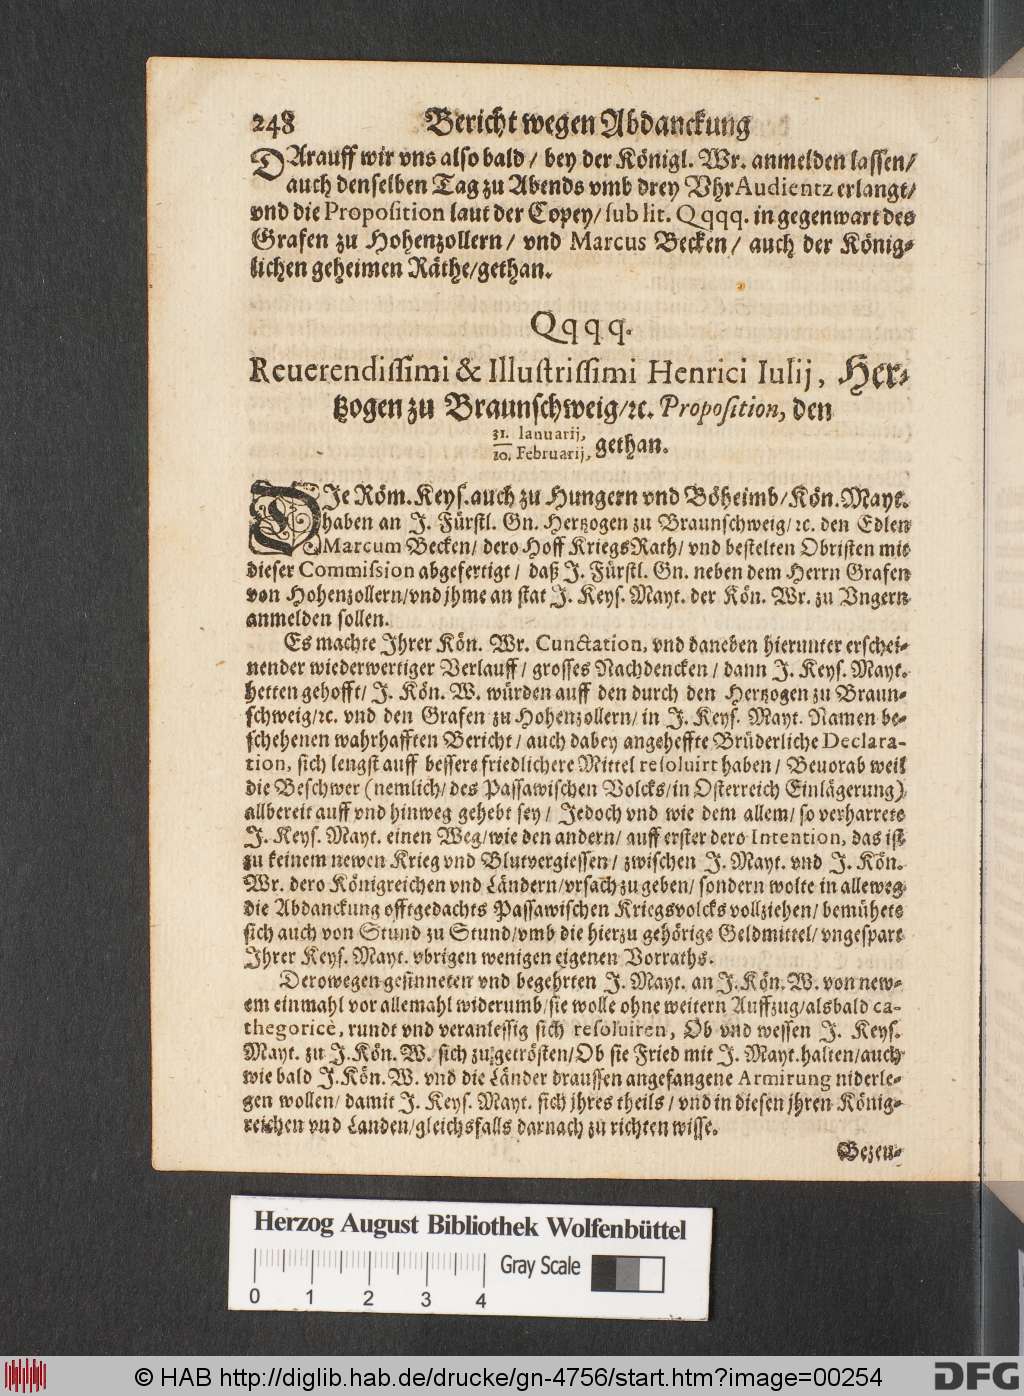 248 Bericht wegen Abdanckung
DArauff wir vns also bald / bey der Königl. Wr. anmelden lassen/
auch denselben Tag zu Abends vmb drey Vhr Audientz erlangt/
vnd die Proposition laut der Copey/ sub lit. Qqqq. in gegenwart des
Grafen zu Hohenzollern / vnd Marcus Becken / auch der König-
lichen geheimen Räthe/gethan.
Qqqq.
Reuerendissimi & Illustrissimi Henrici Iulij, Her-
tzogen zu Braunschweig/ꝛc. Proposition, den
31. Ianuarij,
20. Februarij, gethan.
DIe Röm. Keys. auch zu Hungern vnd Böheimb/ Kön. Mayt.
haben an J. Fürstl. Gn. Hertzogen zu Braunschweig/ ꝛc. den Edlen
Marcum Becken/ dero Hoff KriegsRath/ vnd bestelten Obristen mit
dieser Commission abgefertigt / daß J. Fürstl. Gn. neben dem Herrn Grafen
von Hohenzollern/vnd jhme an stat J. Keys. Mayt. der Kön. Wr. zu Vngern
anmelden sollen.
Es machte Jhrer Kön. Wr. Cunctation, vnd daneben hierunter erschei-
nender wiederwertiger Verlauff / grosses Nachdencken / dann J. Keys. Mayt.
hetten gehofft/ J. Kön. W. würden auff den durch den Hertzogen zu Braun-
schweig/ꝛc. vnd den Grafen zu Hohenzollern/ in J. Keys. Mayt. Namen be-
schehenen wahrhafften Bericht / auch dabey angeheffte Brüderliche Declara-
tion, sich lengst auff bessere friedlichere Mittel resoluirt haben / Beuorab weil
die Beschwer (nemlich/ des Passawischen Volcks/in Osterreich Einlägerung)
allbereit auff vnd hinweg gehebt sey / Jedoch vnd wie dem allem/ so verharrete
J. Keys. Mayt. einen Weg/wie den andern/ auff erster dero Intention, das ist
zu keinem newen Krieg vnd Blutvergiessen/ zwischen J. Mayt. vnd J. Kön.
Wr. dero Königreichen vnd Ländern/vrsach zu geben/ sondern wolte in alleweg
die Abdanckung offtgedachts Passawischen Kriegsvolcks vollziehen/ bemühete
sich auch von Stund zu Stund/vmb die hierzu gehörige Geldmittel/ vngespart
Jhrer Keys. Mayt. vbrigen wenigen eigenen Vorraths.
Derowegen gesinneten vnd begehrten J. Mayt. an J. Kön. W. von new-
em einmahl vor allemahl widerumb/sie wolle ohne weitern Auffzug/alsbald ca-
thegoricè, rundt vnd veranlessig sich resoluiren, Ob vnd wessen J. Keys.
Mayt. zu J. Kön. W. sich zu getrösten/Ob sie Fried mit J. Mayt. halten/auch
wie bald J. Kön. W. vnd die Länder draussen angefangene Armirung niderle-
gen wollen/ damit J. Keys. Mayt. sich jhres theils / vnd in diesen jhren König-
reichen vnd Landen/gleichsfalls darnach zu richten wisse.
Bezeu-
Herzog August Bibliothek Wolfenbüttel
Gray Scale
0 1 2 3 4
© HAB http://diglib.hab.de/drucke/gn-4756/start.htm?image=00254
DFG